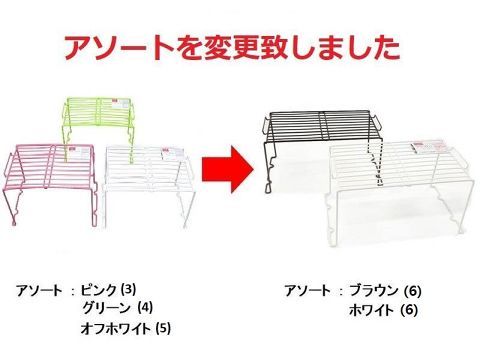 アソートを変更致しました
アソート ：ピンク(3)
グリーン (4)
オフホワイト(5)
アソート ：ブラウン (6)
ホワイト (6)